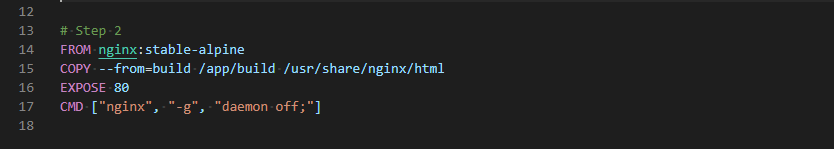 12
13 # Step 2
14 FROM nginx:stable-alpine
15 COPY --from=build /app/build /usr/share/nginx/html
16 EXPOSE 80
17 CMD ["nginx", "-g", "daemon off;"]
18